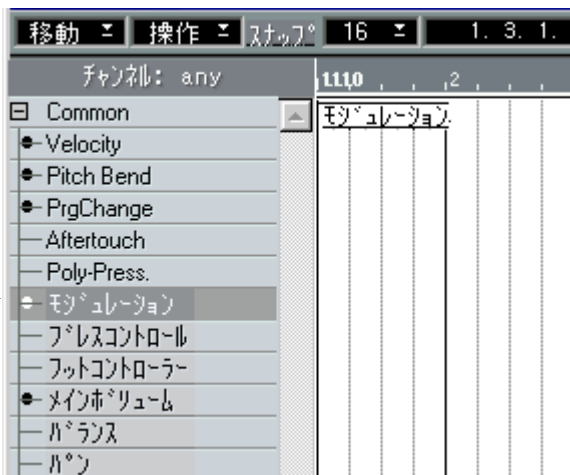 移動 操作 ｽﾅｯﾌﾟ 16 1. 3. 1.
ﾁｬﾝﾈﾙ: any 1.1.1.0 2
Common ﾓｼﾞｭﾚｰｼｮﾝ
Velocity
Pitch Bend
PrgChange
Aftertouch
Poly-Press.
ﾓｼﾞｭﾚｰｼｮﾝ
ﾌﾞﾚｽｺﾝﾄﾛｰﾙ
ﾌｯﾄｺﾝﾄﾛｰﾗｰ
ﾒｲﾝﾎﾞﾘｭｰﾑ
ﾊﾞﾗﾝｽ
ﾊﾟﾝ